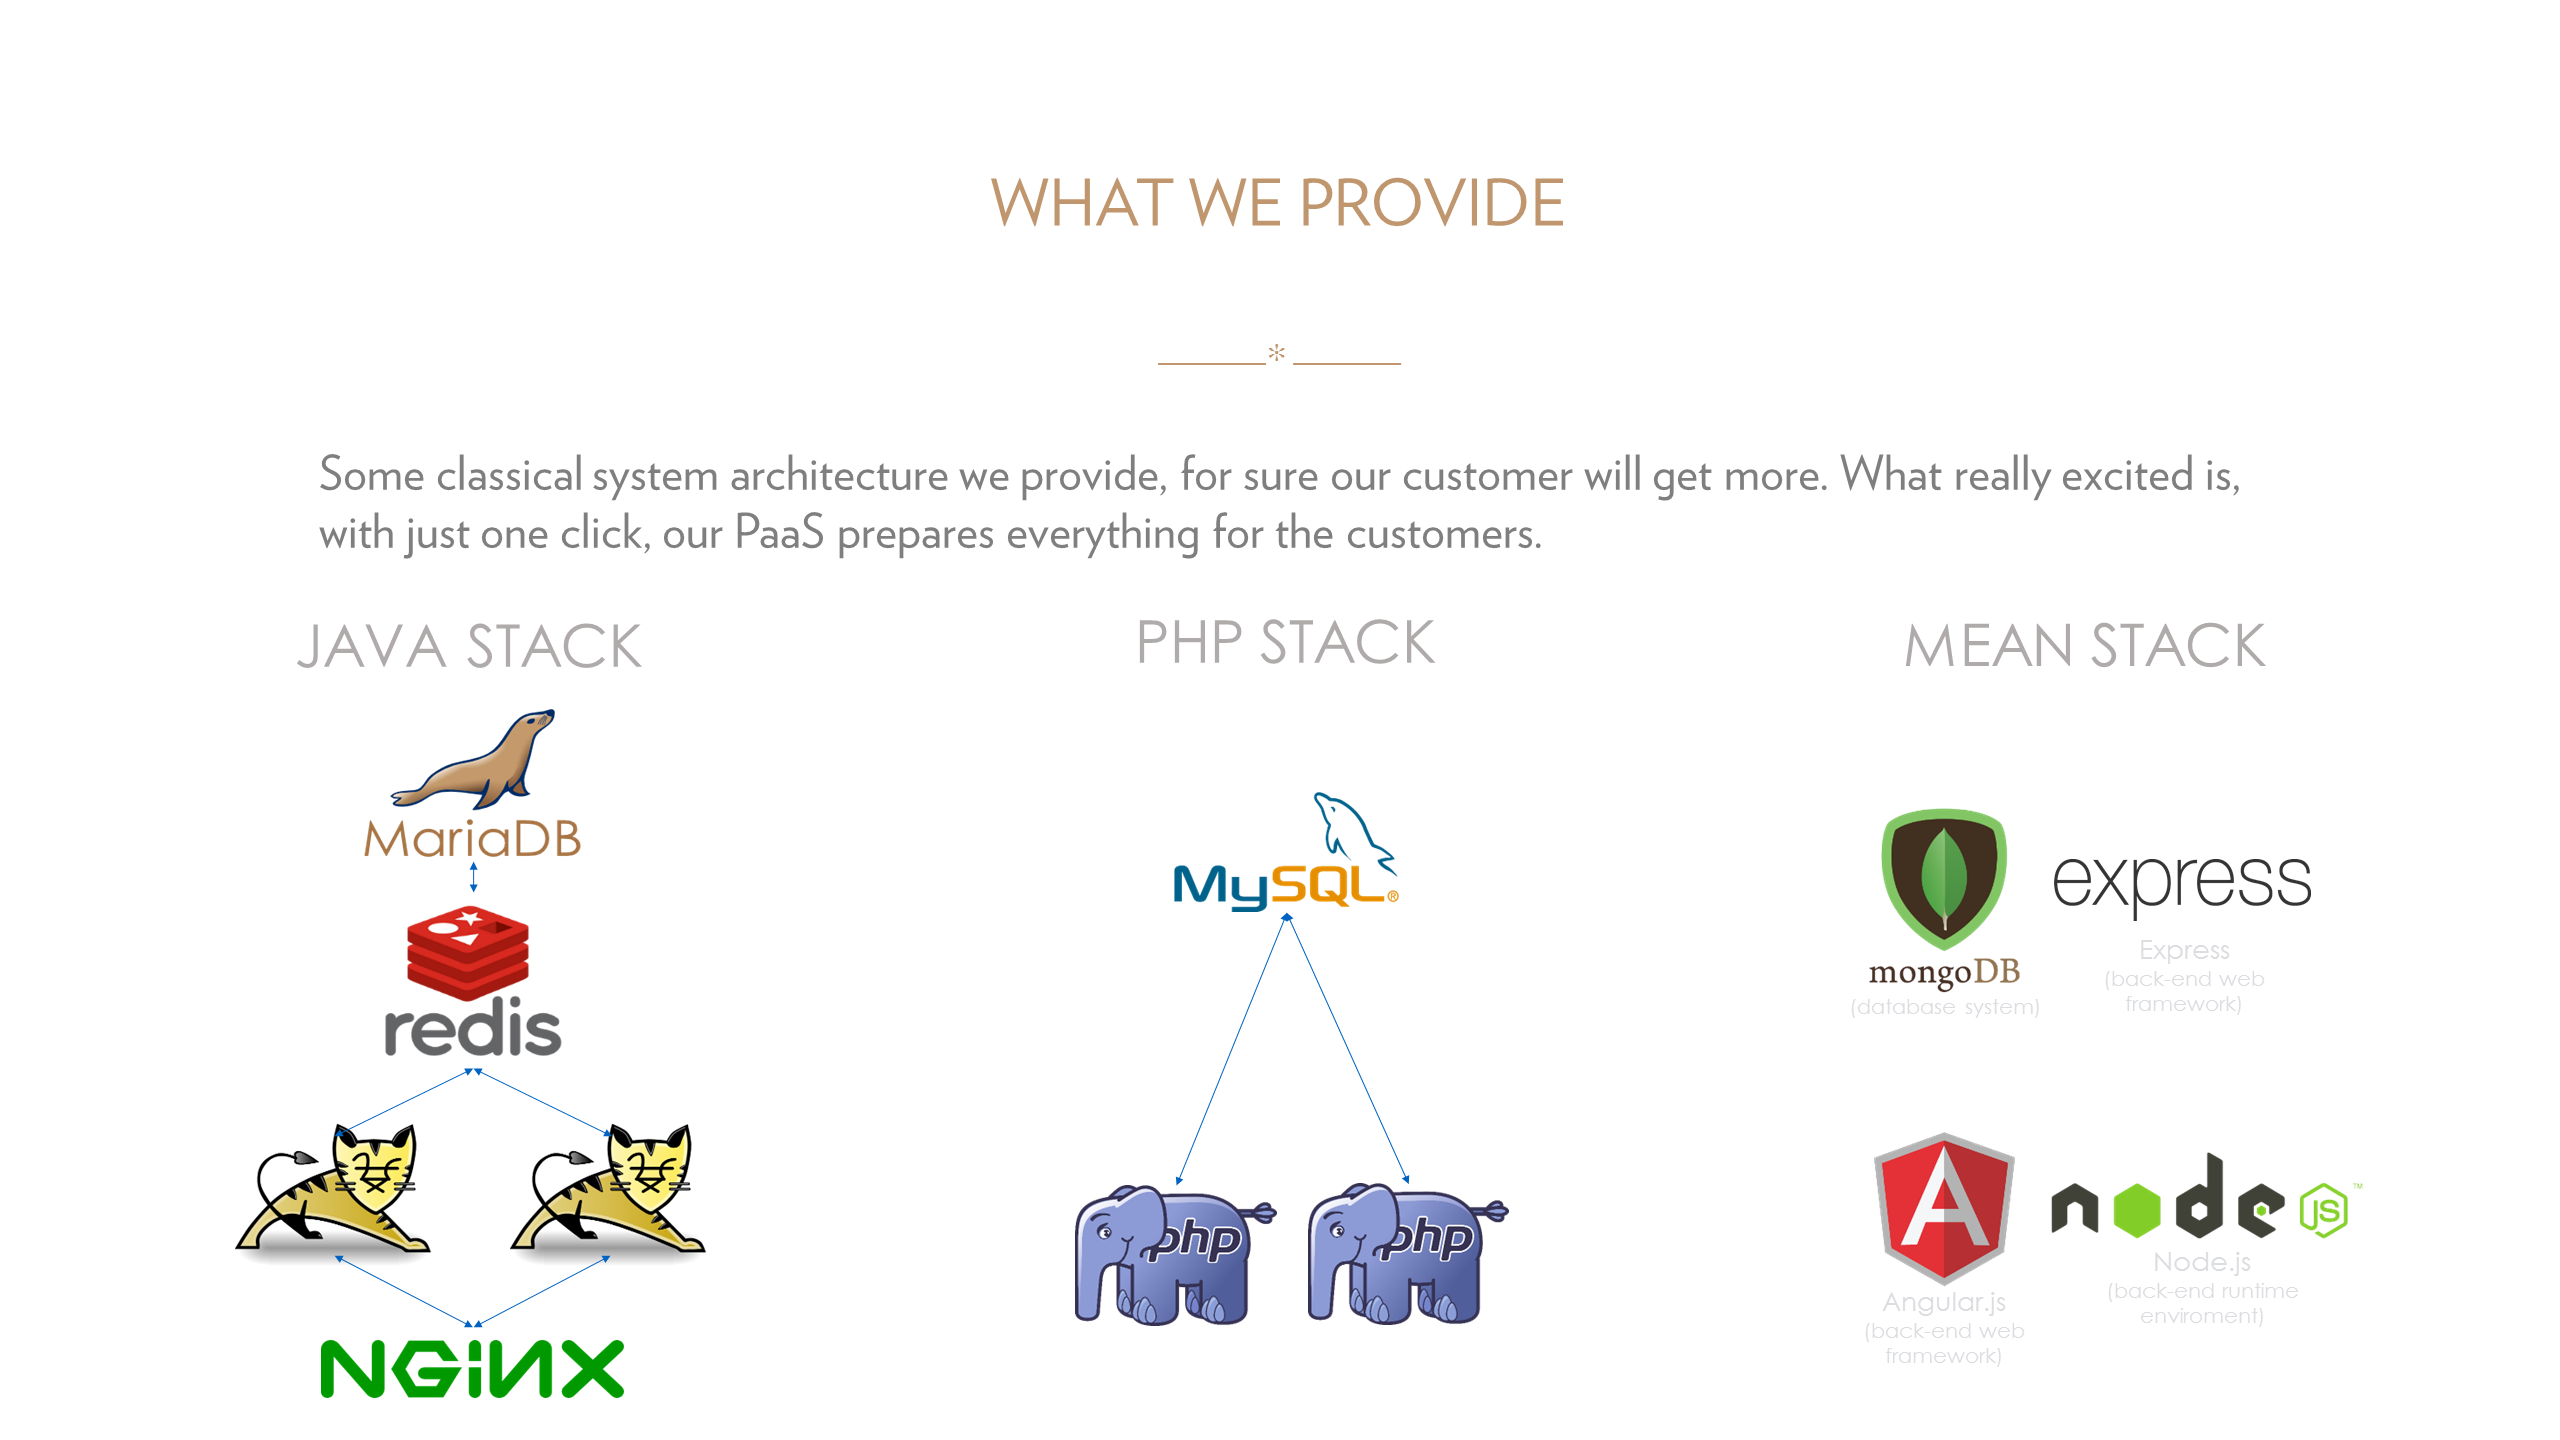 WHAT WE PROVIDE
*
Some classical system architecture we provide, for sure our customer will get more. What really excited is,
with just one click, our PaaS prepares everything for the customers.
JAVA STACK
MariaDB
redis
NGiNX
PHP STACK
MySQL®
php
php
MEAN STACK
mongoDB
(database system)
express
Express
(back-end web
framework)
A
Angular.js
(back-end web
framework)
node JS ™
Node.js
(back-end runtime
enviroment)